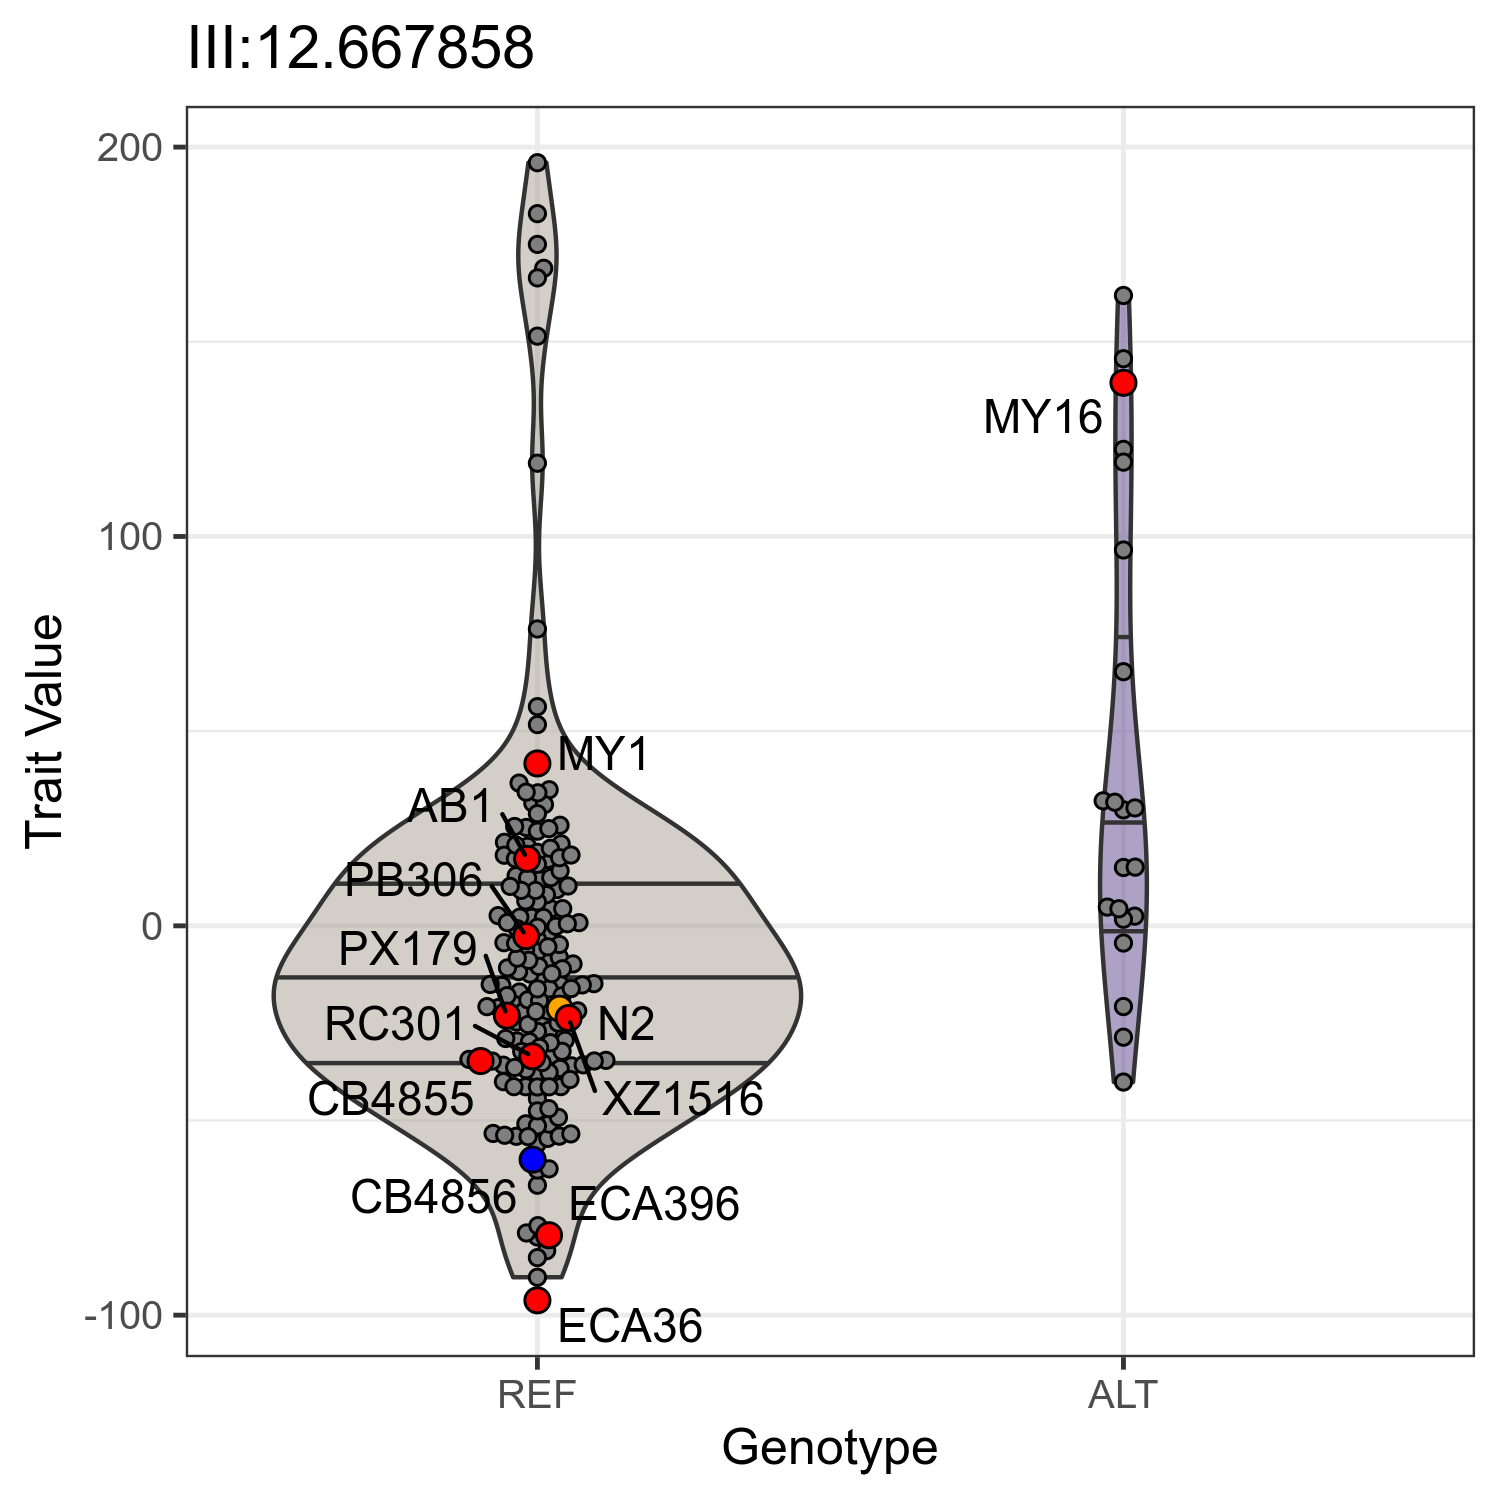 III:12.667858
200
100
0
-100
Trait Value
MY16
MY1
AB1
PB306
PX179
RC301
N2
CB4855
XZ1516
CB4856
ECA396
ECA36
REF
ALT
Genotype